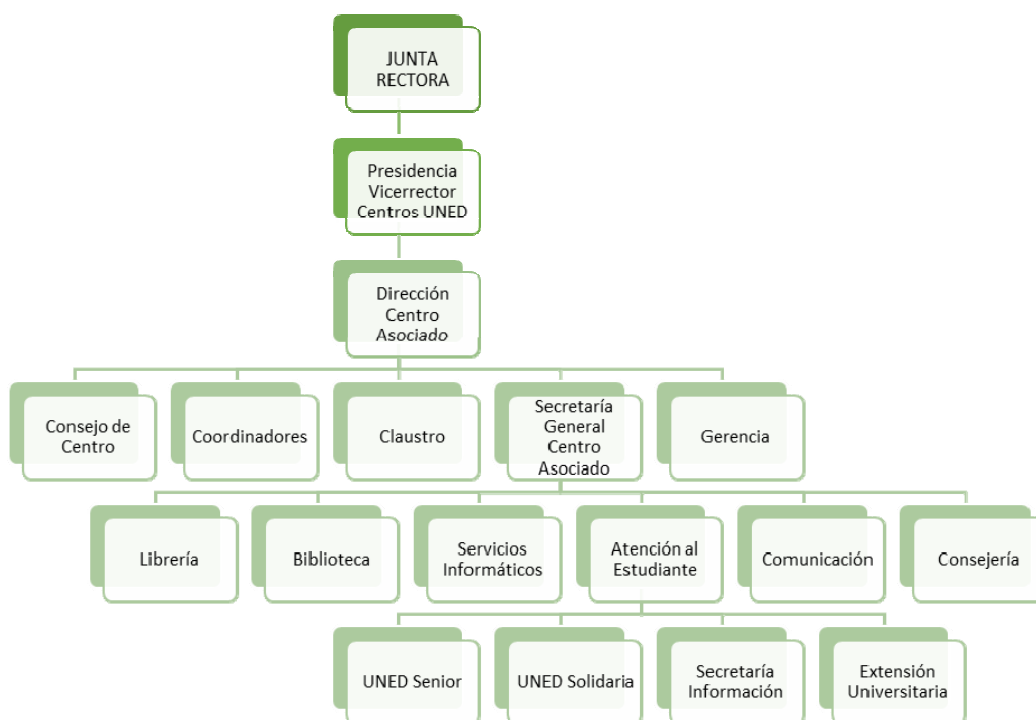 JUNTA
RECTORA
Presidencia
Vicerrector
Centros UNED
Dirección
Centro
Asociado
Consejo de
Centro
Coordinadores
Claustro
Secretaría
General
Centro
Asociado
Gerencia
Librería
Biblioteca
Servicios
Informáticos
Atención al
Estudiante
Comunicación
Consejería
UNED Senior
UNED Solidaria
Secretaría
Información
Extensión
Universitaria